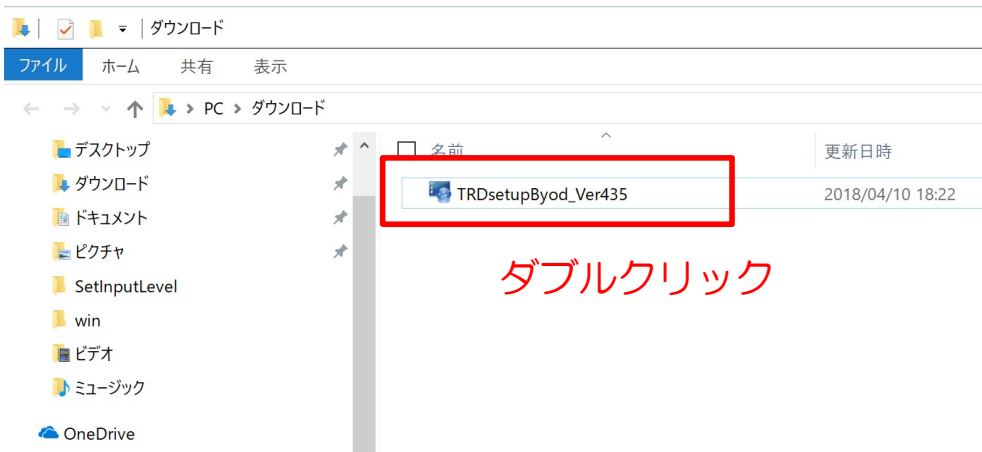 ダウンロード
ファイル ホーム 共有 表示
PC ダウンロード
名前 更新日時
デスクトップ
ダウンロード
ドキュメント
ピクチャ
SetInputLevel
win
ビデオ
ミュージック
OneDrive
TRDsetupByod_Ver435 2018/04/10 18:22
ダブルクリック